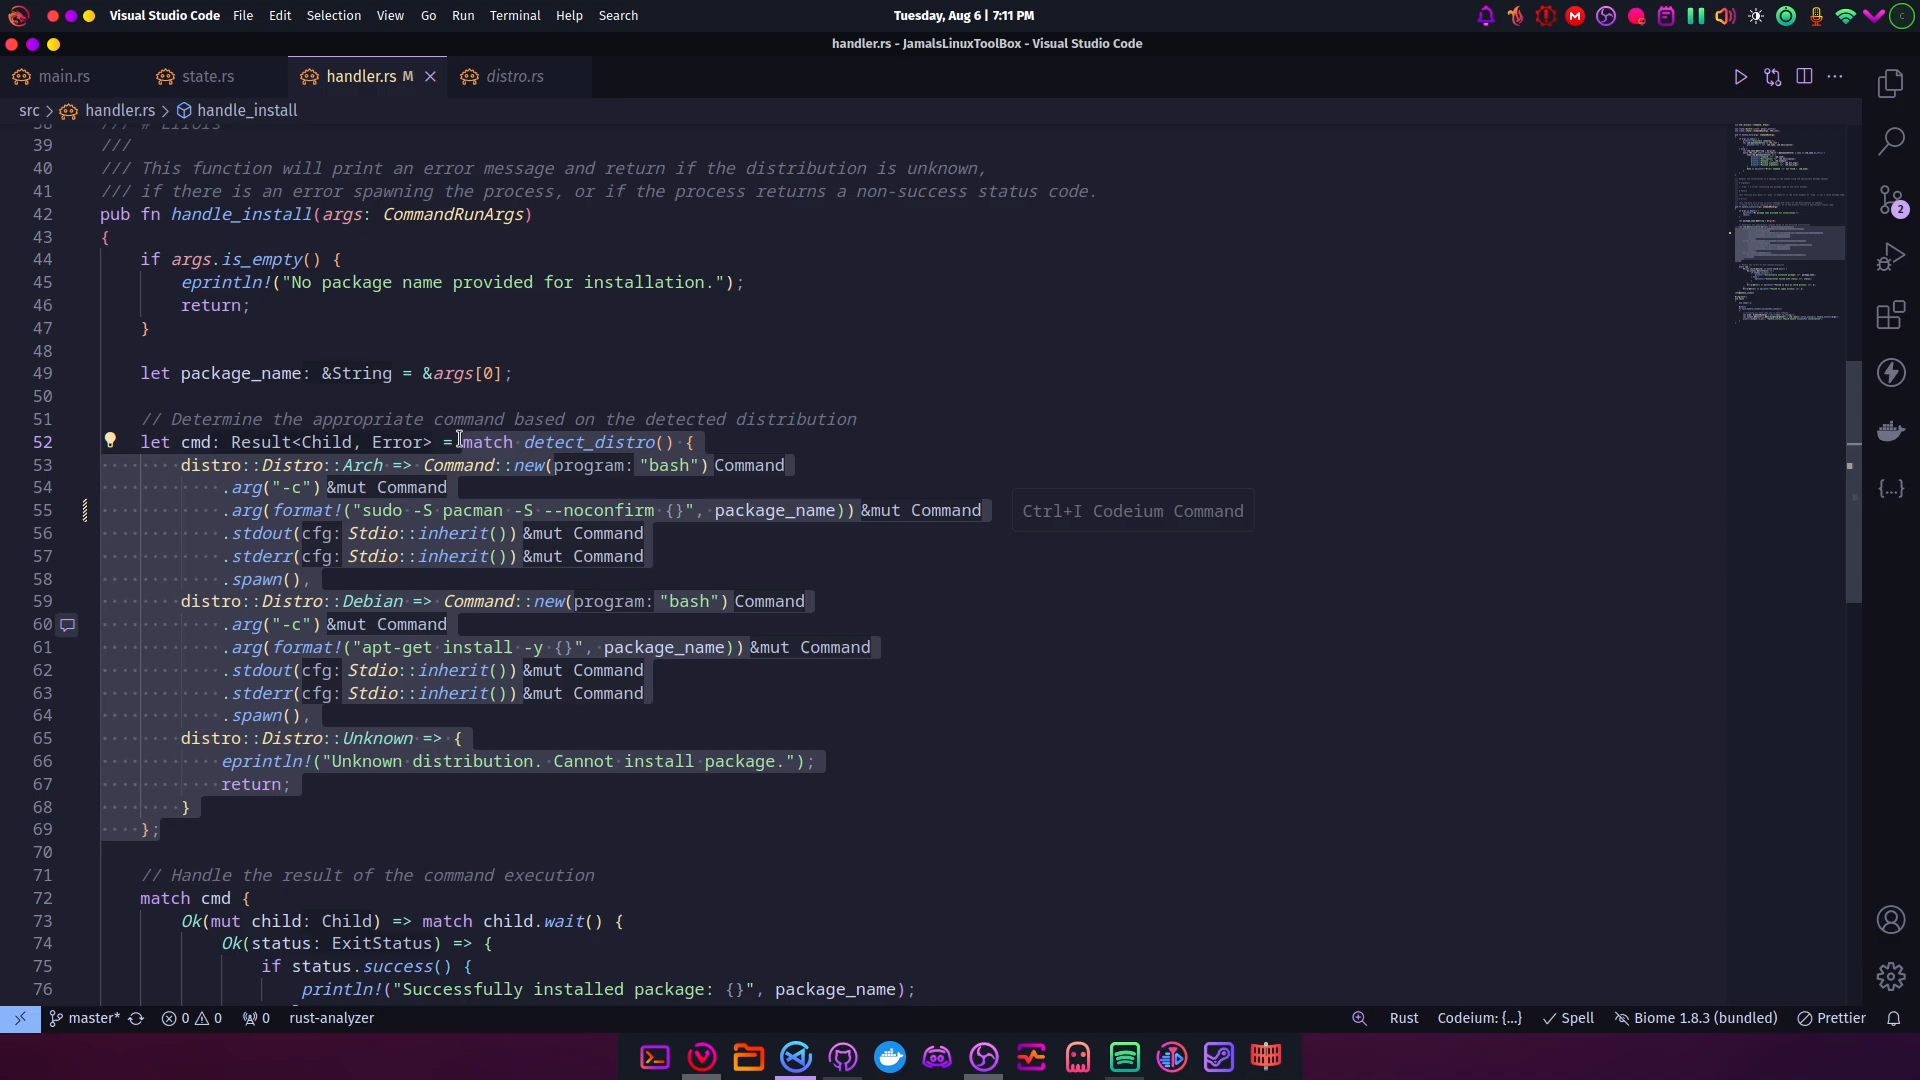 Visual Studio Code File Edit Selection View Go Run Terminal Help Search
Tuesday, Aug 6 | 7:11 PM
handler.rs - JamalsLinuxToolBox - Visual Studio Code
main.rs state.rs handler.rs M distro.rs
src > handler.rs > handle_install
38 /// # Errors
39 ///
40 /// This function will print an error message and return if the distribution is unknown,
41 /// if there is an error spawning the process, or if the process returns a non-success status code.
42 pub fn handle_install(args: CommandRunArgs)
43 {
44 if args.is_empty() {
45 eprintln!("No package name provided for installation.");
46 return;
47 }
48
49 let package_name: &String = &args[0];
50
51 // Determine the appropriate command based on the detected distribution
52 let cmd: Result<Child, Error> = match detect_distro() {
53 distro::Distro::Arch => Command::new(program: "bash") Command
54 .arg("-c") &mut Command
55 .arg(format!("sudo -S pacman -S --noconfirm {}", package_name)) &mut Command
Ctrl+I Codeium Command
56 .stdout(cfg: Stdio::inherit()) &mut Command
57 .stderr(cfg: Stdio::inherit()) &mut Command
58 .spawn(),
59 distro::Distro::Debian => Command::new(program: "bash") Command
60 .arg("-c") &mut Command
61 .arg(format!("apt-get install -y {}", package_name)) &mut Command
62 .stdout(cfg: Stdio::inherit()) &mut Command
63 .stderr(cfg: Stdio::inherit()) &mut Command
64 .spawn(),
65 distro::Distro::Unknown => {
66 eprintln!("Unknown distribution. Cannot install package.");
67 return;
68 }
69 };
70
71 // Handle the result of the command execution
72 match cmd {
73 Ok(mut child: Child) => match child.wait() {
74 Ok(status: ExitStatus) => {
75 if status.success() {
76 println!("Successfully installed package: {}", package_name);
2
master* 0 0 0 rust-analyzer Rust Codeium: {...} Spell Biome 1.8.3 (bundled) Prettier